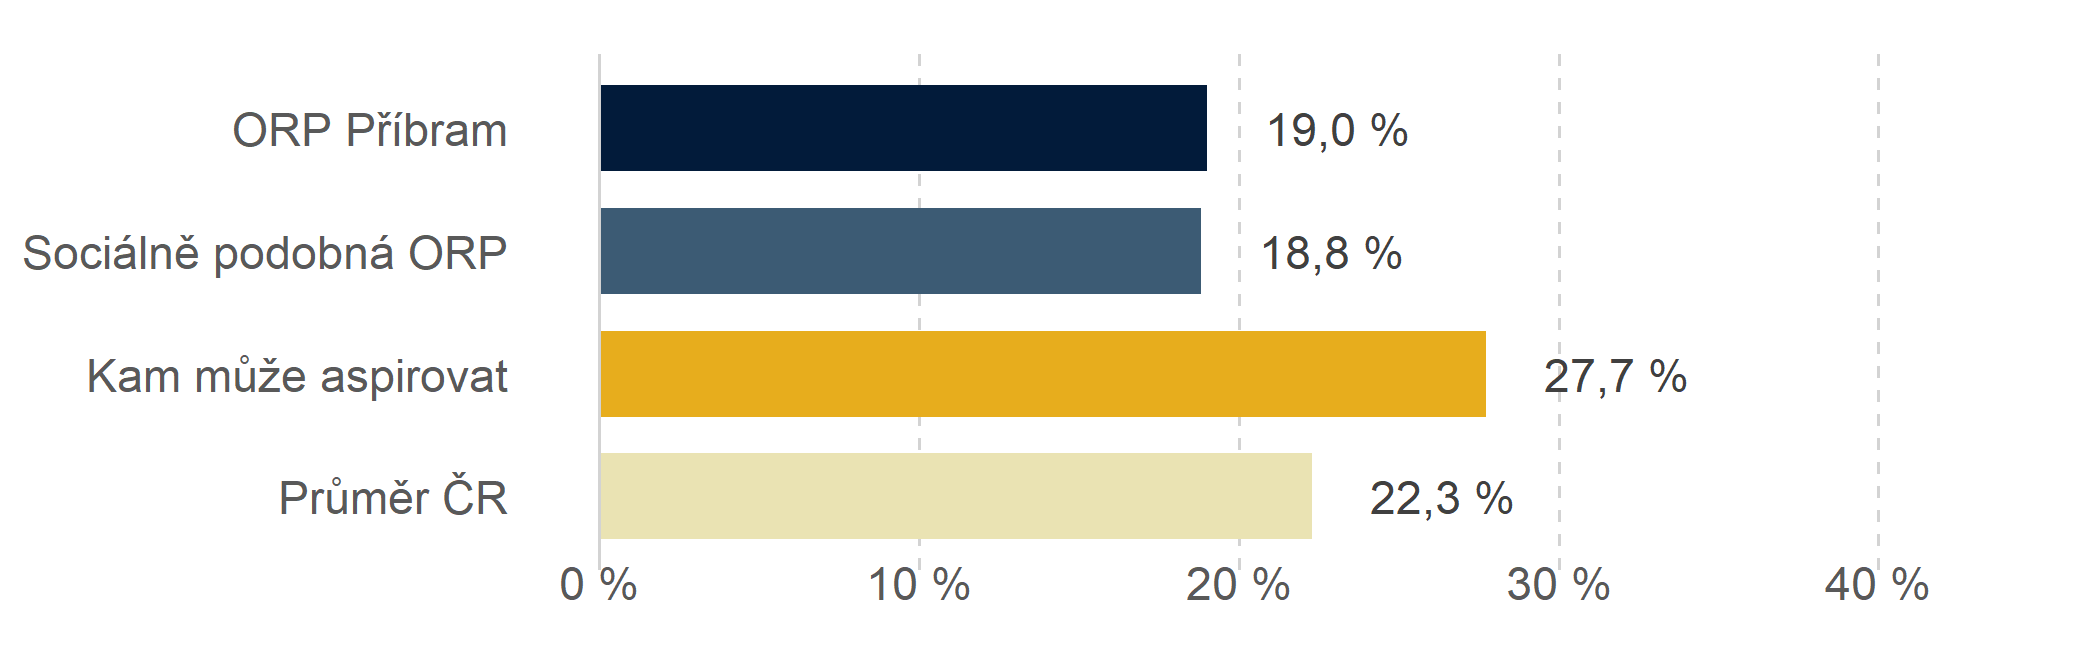 ORP Příbram
19,0 %
Sociálně podobná ORP
18,8 %
Kam může aspirovat
27,7 %
Průměr ČR
22,3 %
0 %
10 %
20 %
30 %
40 %